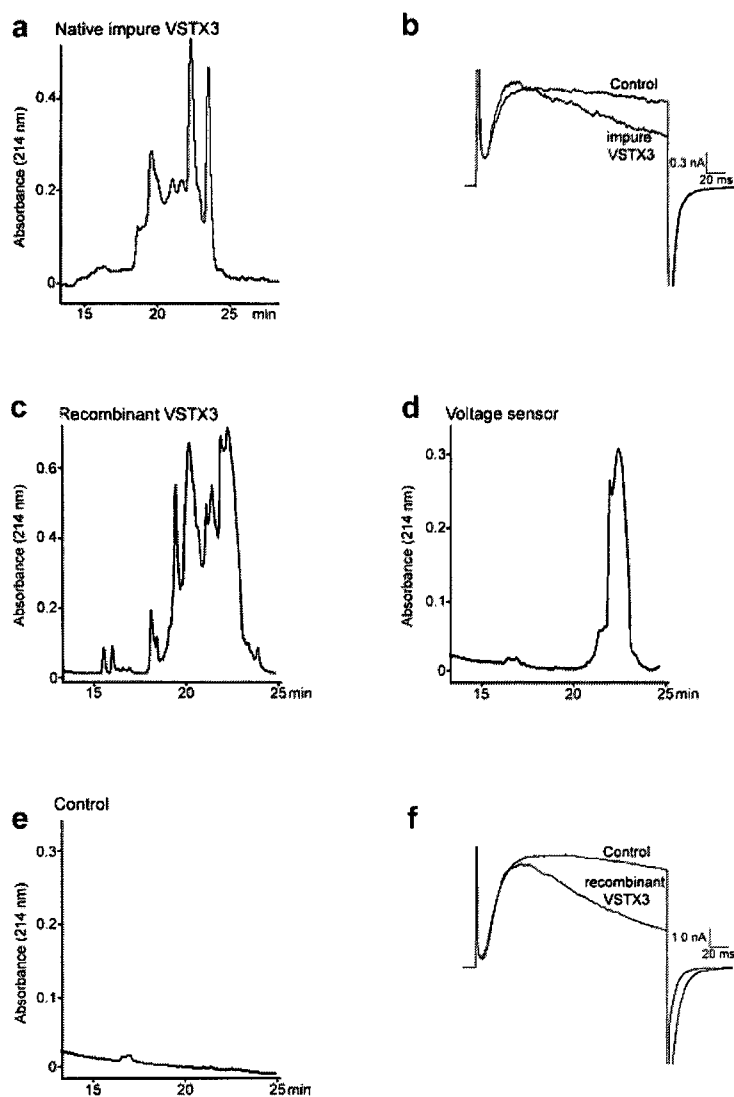 a
Native impure VSTX3
Absorbance (214 nm)
0.4
0.2
0
15
20
25
min
b
Control
impure
VSTX3
0.3 nA
20 ms
c
Recombinant VSTX3
Absorbance (214 nm)
0.6
0 4
0.2
0
15
20
25 min
d
Voltage sensor
Absorbance (214 nm)
0.3
0.2
0.1
0
15
20
25 min
e
Control
Absorbance (214 nm)
0.3
0.2
0.1
0
15
20
25 min
f
Control
recombinant
VSTX3
1 0 nA
20 ms